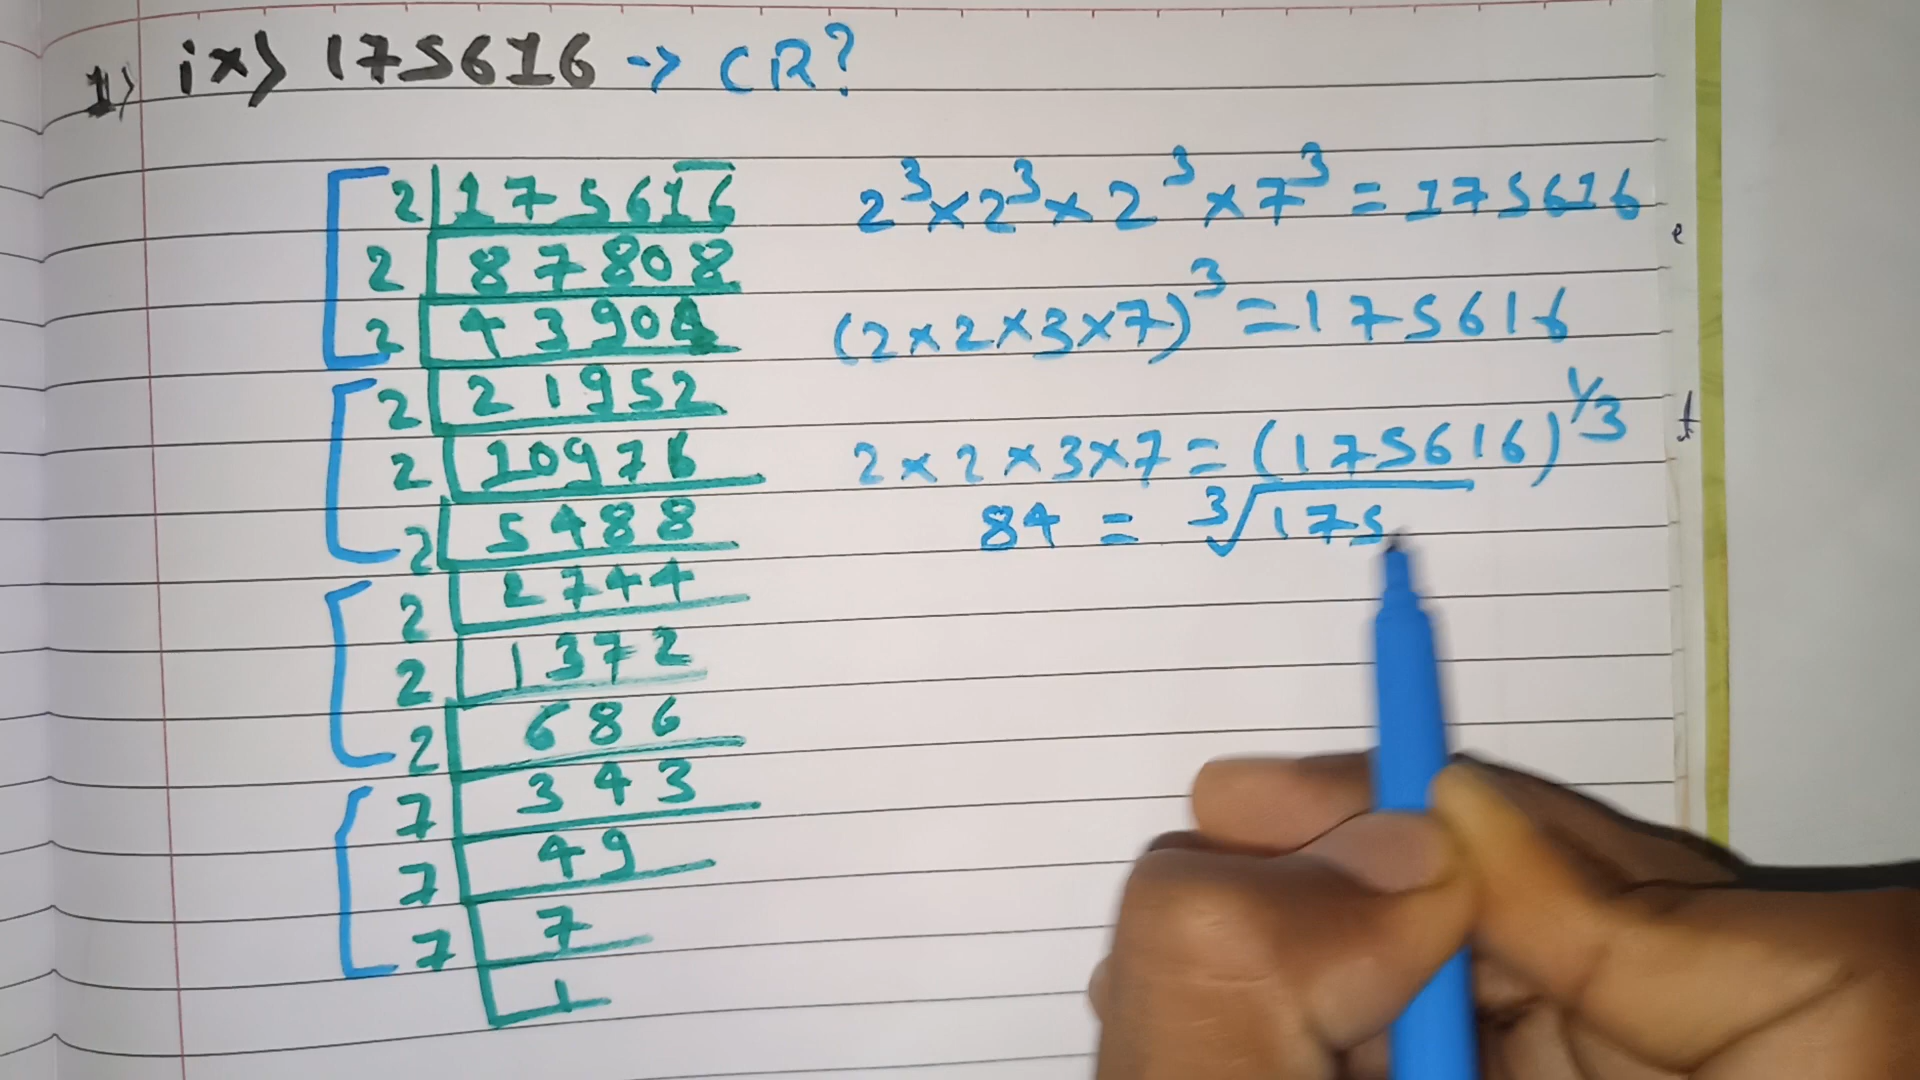 1) ix) 175616 → CR?
2 | 175616
2 | 87808
2 | 43904
2 | 21952
2 | 10976
2 | 5488
2 | 2744
2 | 1372
2 | 686
7 | 343
7 | 49
7 | 7
1
2³×2³×2³×7³=175616
(2×2×3×7)³=175616
2×2×3×7=(175616)^1/3
84 = ³√175